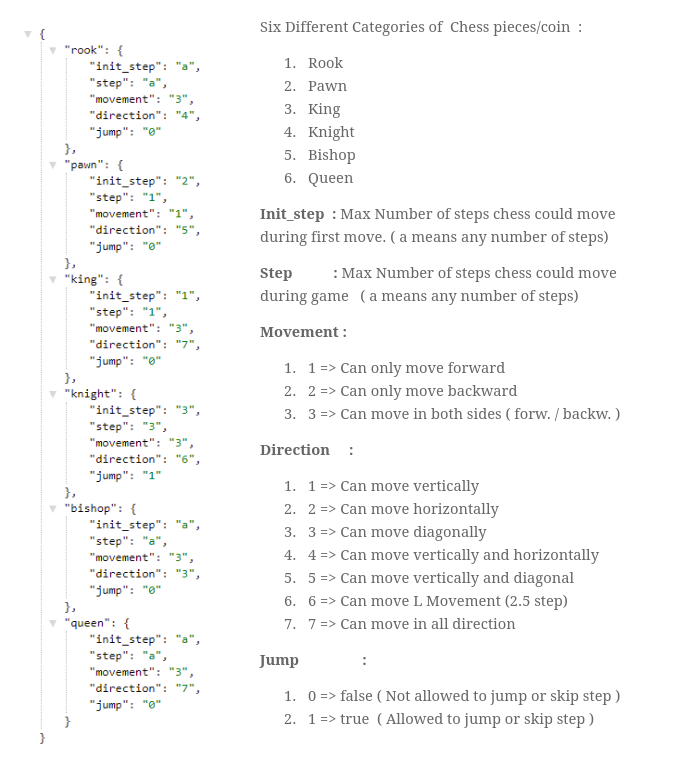 {
"rook": {
"init_step": "a",
"step": "a",
"movement": "3",
"direction": "4",
"jump": "0"
},
"pawn": {
"init_step": "2",
"step": "1",
"movement": "1",
"direction": "5",
"jump": "0"
},
"king": {
"init_step": "1",
"step": "1",
"movement": "3",
"direction": "7",
"jump": "0"
},
"knight": {
"init_step": "3",
"step": "3",
"movement": "3",
"direction": "6",
"jump": "1"
},
"bishop": {
"init_step": "a",
"step": "a",
"movement": "3",
"direction": "3",
"jump": "0"
},
"queen": {
"init_step": "a",
"step": "a",
"movement": "3",
"direction": "7",
"jump": "0"
}
}
Six Different Categories of  Chess pieces/coin  :
1. Rook
2. Pawn
3. King
4. Knight
5. Bishop
6. Queen
Init_step  : Max Number of steps chess could move
during first move. ( a means any number of steps)
Step : Max Number of steps chess could move
during game   ( a means any number of steps)
Movement :
1. 1 => Can only move forward
2. 2 => Can only move backward
3. 3 => Can move in both sides ( forw. / backw. )
Direction :
1. 1 => Can move vertically
2. 2 => Can move horizontally
3. 3 => Can move diagonally
4. 4 => Can move vertically and horizontally
5. 5 => Can move vertically and diagonal
6. 6 => Can move L Movement (2.5 step)
7. 7 => Can move in all direction
Jump :
1. 0 => false ( Not allowed to jump or skip step )
2. 1 => true  ( Allowed to jump or skip step )